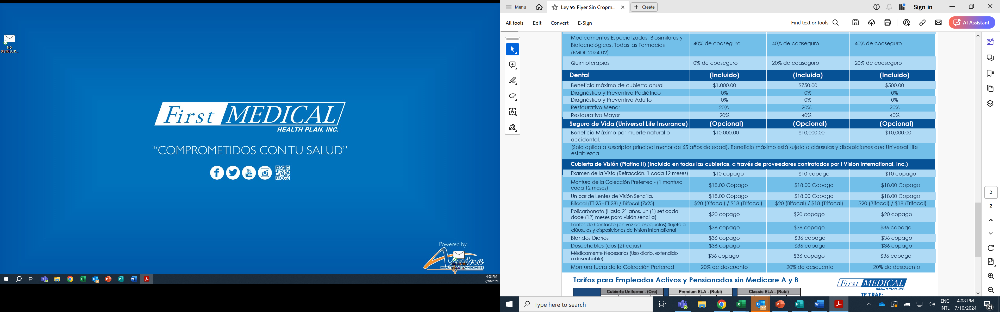 NO
DISTRIBUIR...
First MEDICAL
HEALTH PLAN, INC.
“COMPROMETIDOS CON TU SALUD”
You
Tube
Powered by:
Alpine
HEALTH TECHNOLOGIES
4:08 PM
7/10/2024
Menu
Ley 95 Flyer Sin Cropm...
Create
Sign in
All tools
Edit
Convert
E-Sign
Find text or tools
AI Assistant
Medicamentos Especializados, Biosimilares y
Biotecnológicos. Todas las Farmacias
(FMDL 2024-02)
40% de coaseguro
40% de coaseguro
40% de coaseguro
Quimioterapias 0% de coaseguro 20% de coaseguro 20% de coaseguro
Dental (Incluido) (Incluido) (Incluido)
Beneficio máximo de cubierta anual $1,000.00 $750.00 $500.00
Diagnóstico y Preventivo Pediátrico 0% 0% 0%
Diagnóstico y Preventivo Adulto 0% 0% 0%
Restaurativo Menor 20% 20% 20%
Restaurativo Mayor 20% 40% 40%
Seguro de Vida (Universal Life Insurance) (Opcional) (Opcional) (Opcional)
Beneficio Máximo por muerte natural o $10,000.00 $10,000.00 $10,000.00
accidental.
(Solo aplica a suscriptor principal menor de 65 años de edad). Beneficio máximo está sujeto a cláusulas y disposiciones que Universal Life
establezca.
Cubierta de Visión (Platino II) (Incluida en todas las cubiertas, a través de proveedores contratados por I Vision International, Inc.)
Examen de la Vista (Refracción, 1 cada 12 meses) $10 copago $10 copago $10 copago
Montura de la Colección Preferred - (1 montura
cada 12 meses)
$18.00 Copago $18.00 Copago $18.00 Copago
Un par de Lentes de Visión Sencilla, $18.00 Copago $18.00 Copago $18.00 Copago
Bifocal (FT.25 - FT.28) / Trifocal (7x25) $20 (Bifocal) / $18 (Trifocal) $20 (Bifocal) / $18 (Trifocal) $20 (Bifocal) / $18 (Trifocal)
Policarbonato (Hasta 21 años, un (1) set cada
doce (12) meses para visión sencilla)
$20 copago $20 copago $20 copago
Lentes de Contacto (en vez de espejuelos) Sujeto a
cláusulas y disposiciones de Ivision International
$36 copago $36 copago $36 copago
Blandos Diarios $36 copago $36 copago $36 copago
Desechables (dos (2) cajas) $36 copago $36 copago $36 copago
Médicamente Necesarios (Uso diario, extendido
o desechable)
$36 copago $36 copago $36 copago
Montura fuera de la Colección Preferred 20% de descuento 20% de descuento 20% de descuento
Tarifas para Empleados Activos y Pensionados sin Medicare A y B
First MEDICAL
HEALTH PLAN, INC.
TE TRAE:
Cubierta Uniforme - (Oro) Premium ELA - (Rubí) Classic ELA - (Rubí)
2
2
Type here to search
ENG
INTL
4:08 PM
7/10/2024
21